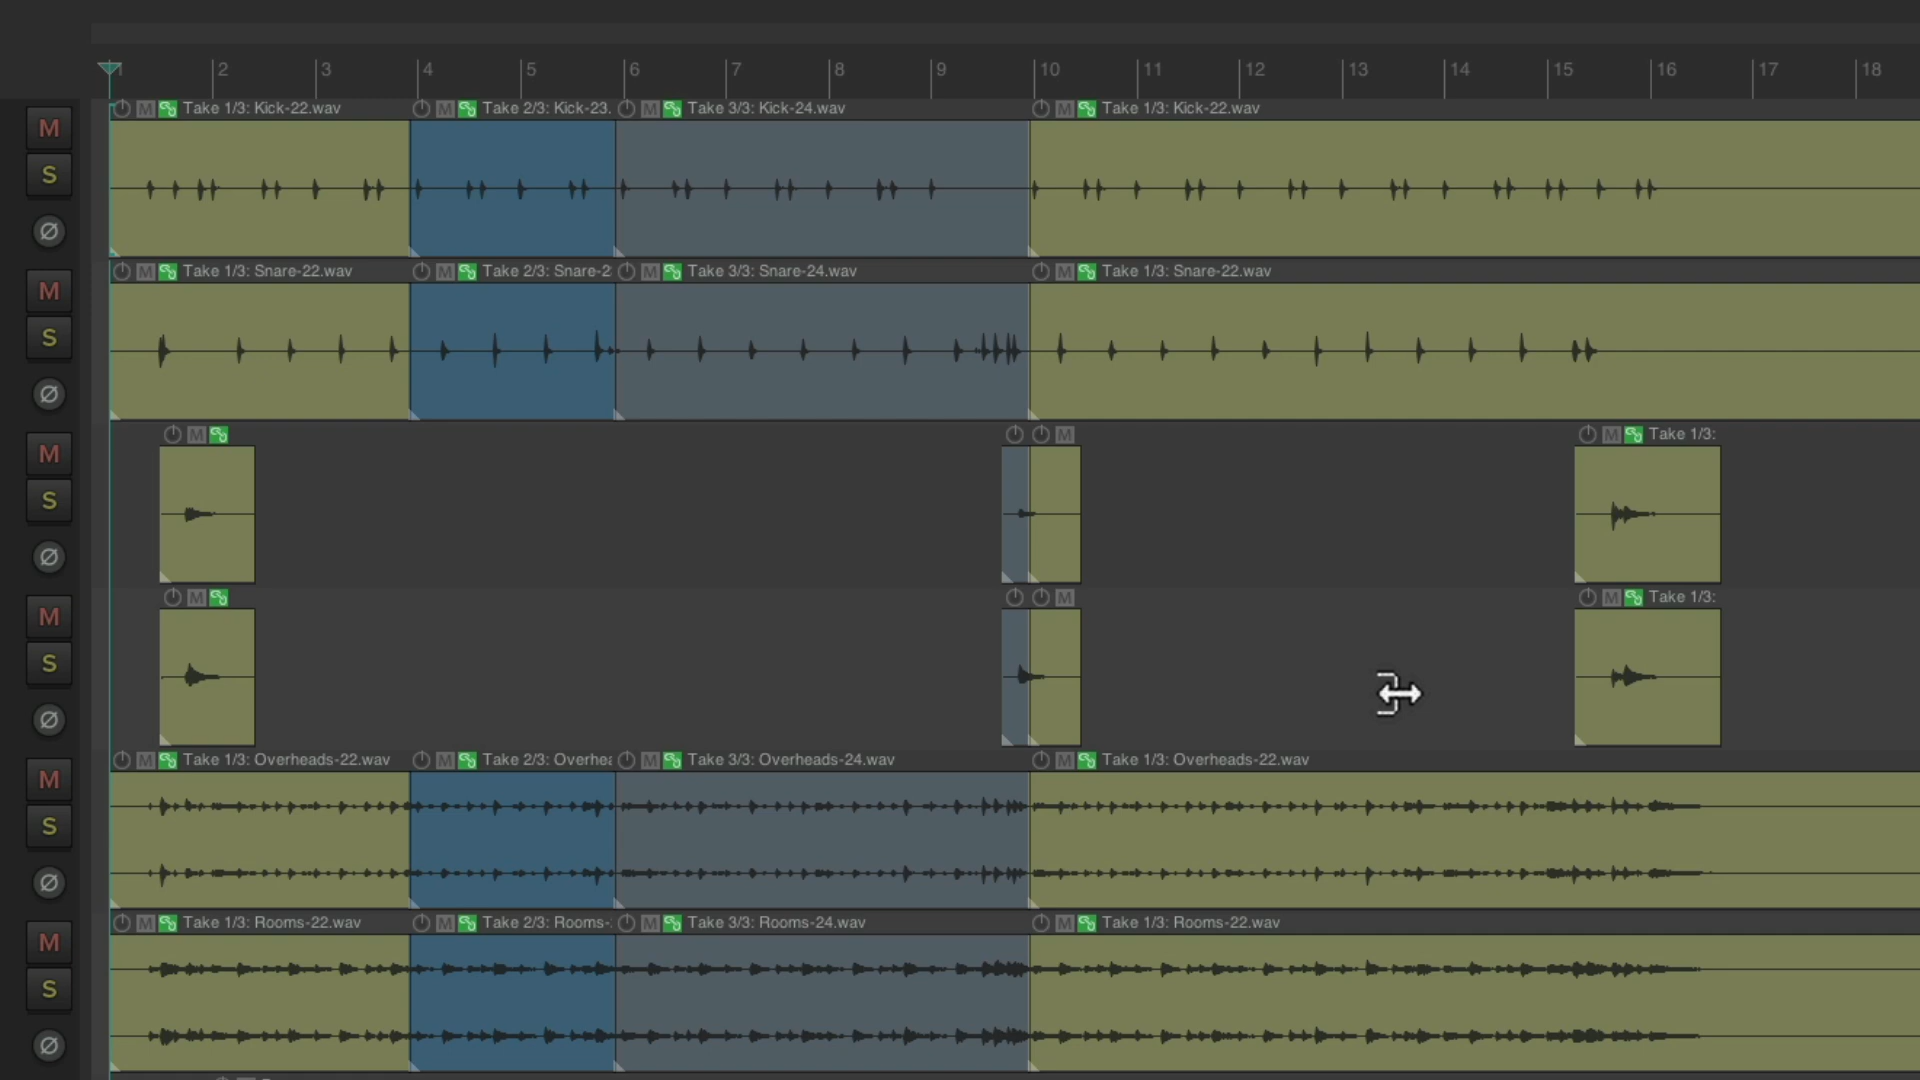 1 2 3 4 5 6 7 8 9 10 11 12 13 14 15 16 17 18
M Take 1/3: Kick-22.wav M Take 2/3: Kick-23. M Take 3/3: Kick-24.wav M Take 1/3: Kick-22.wav
M
S
Ø
M Take 1/3: Snare-22.wav M Take 2/3: Snare-2 M Take 3/3: Snare-24.wav M Take 1/3: Snare-22.wav
M
S
Ø
M M M Take 1/3:
M
S
Ø
M M M Take 1/3:
M
S
Ø
M Take 1/3: Overheads-22.wav M Take 2/3: Overhea M Take 3/3: Overheads-24.wav M Take 1/3: Overheads-22.wav
M
S
Ø
M Take 1/3: Rooms-22.wav M Take 2/3: Rooms- M Take 3/3: Rooms-24.wav M Take 1/3: Rooms-22.wav
M
S
Ø